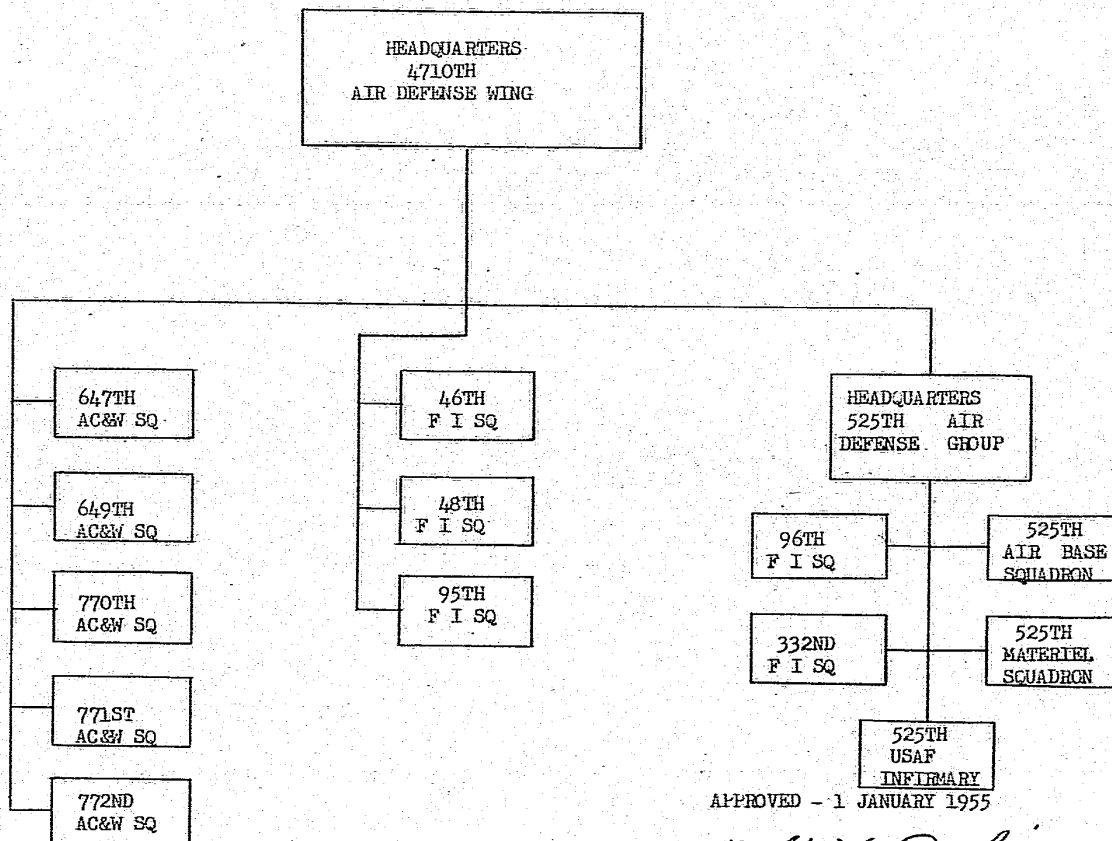 HEADQUARTERS
4710TH
AIR DEFENSE WING
647TH
AC&W SQ
649TH
AC&W SQ
770TH
AC&W SQ
771ST
AC&W SQ
772ND
AC&W SQ
46TH
F I SQ
48TH
F I SQ
95TH
F I SQ
HEADQUARTERS
525TH AIR
DEFENSE GROUP
96TH
F I SQ
525TH
AIR BASE
SQUADRON
332ND
F I SQ
525TH
MATERIEL
SQUADRON
525TH
USAF
INFIRMARY
APPROVED - 1 JANUARY 1955